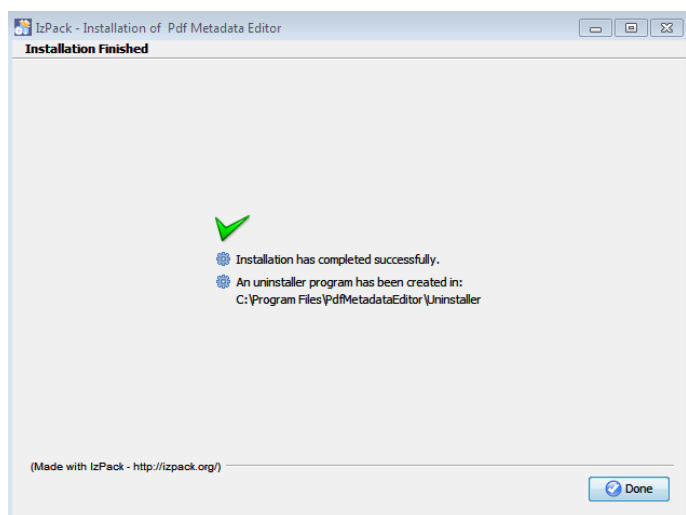 IzPack - Installation of Pdf Metadata Editor
Installation Finished
Installation has completed successfully.
An uninstaller program has been created in:
C:\Program Files\PdfMetadataEditor\Uninstaller
(Made with IzPack - http://izpack.org/)
Done